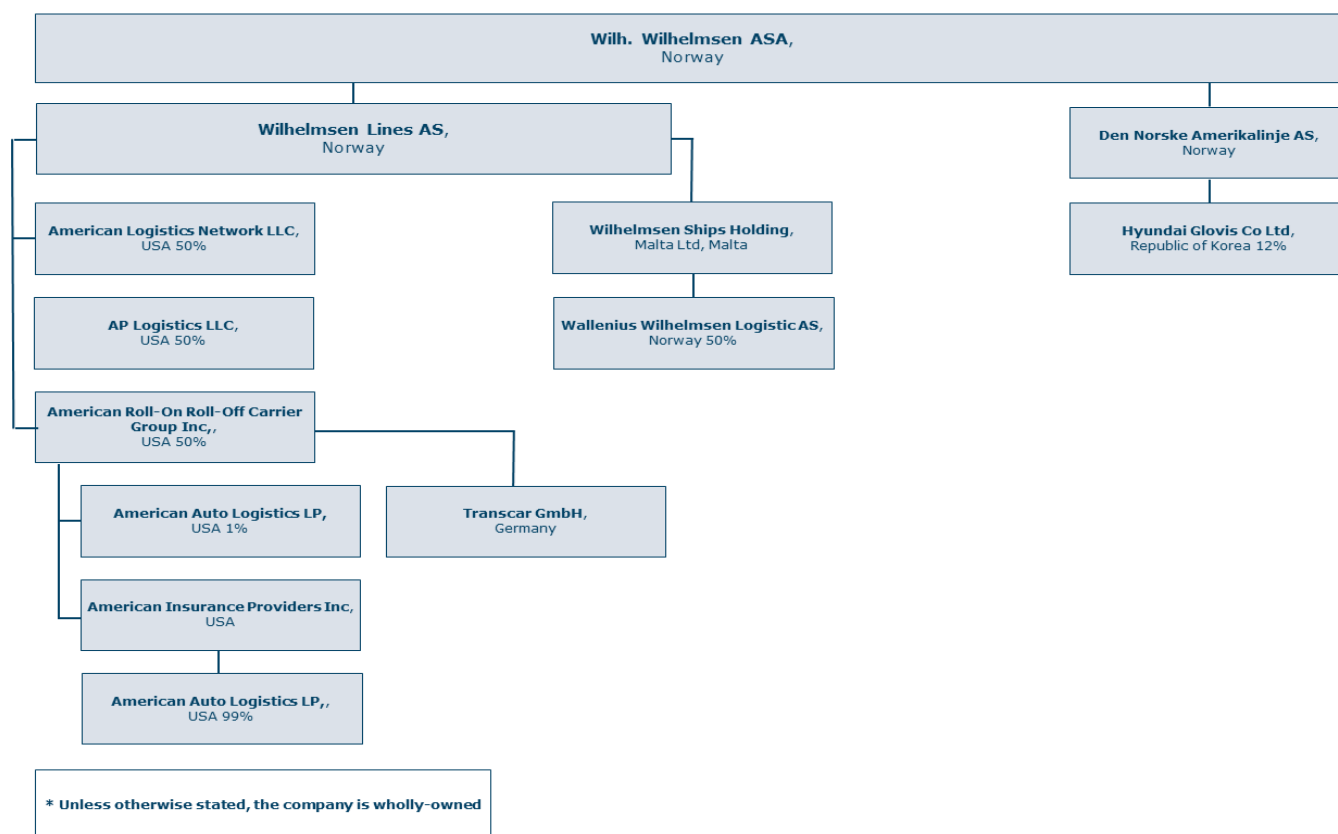 Wilh. Wilhelmsen ASA,
Norway
Wilhelmsen Lines AS,
Norway
Den Norske Amerikalinje AS,
Norway
American Logistics Network LLC,
USA 50%
Wilhelmsen Ships Holding,
Malta Ltd, Malta
Hyundai Glovis Co Ltd,
Republic of Korea 12%
AP Logistics LLC,
USA 50%
Wallenius Wilhelmsen Logistic AS,
Norway 50%
American Roll-On Roll-Off Carrier
Group Inc,,
USA 50%
American Auto Logistics LP,
USA 1%
Transcar GmbH,
Germany
American Insurance Providers Inc,
USA
American Auto Logistics LP,,
USA 99%
* Unless otherwise stated, the company is wholly-owned